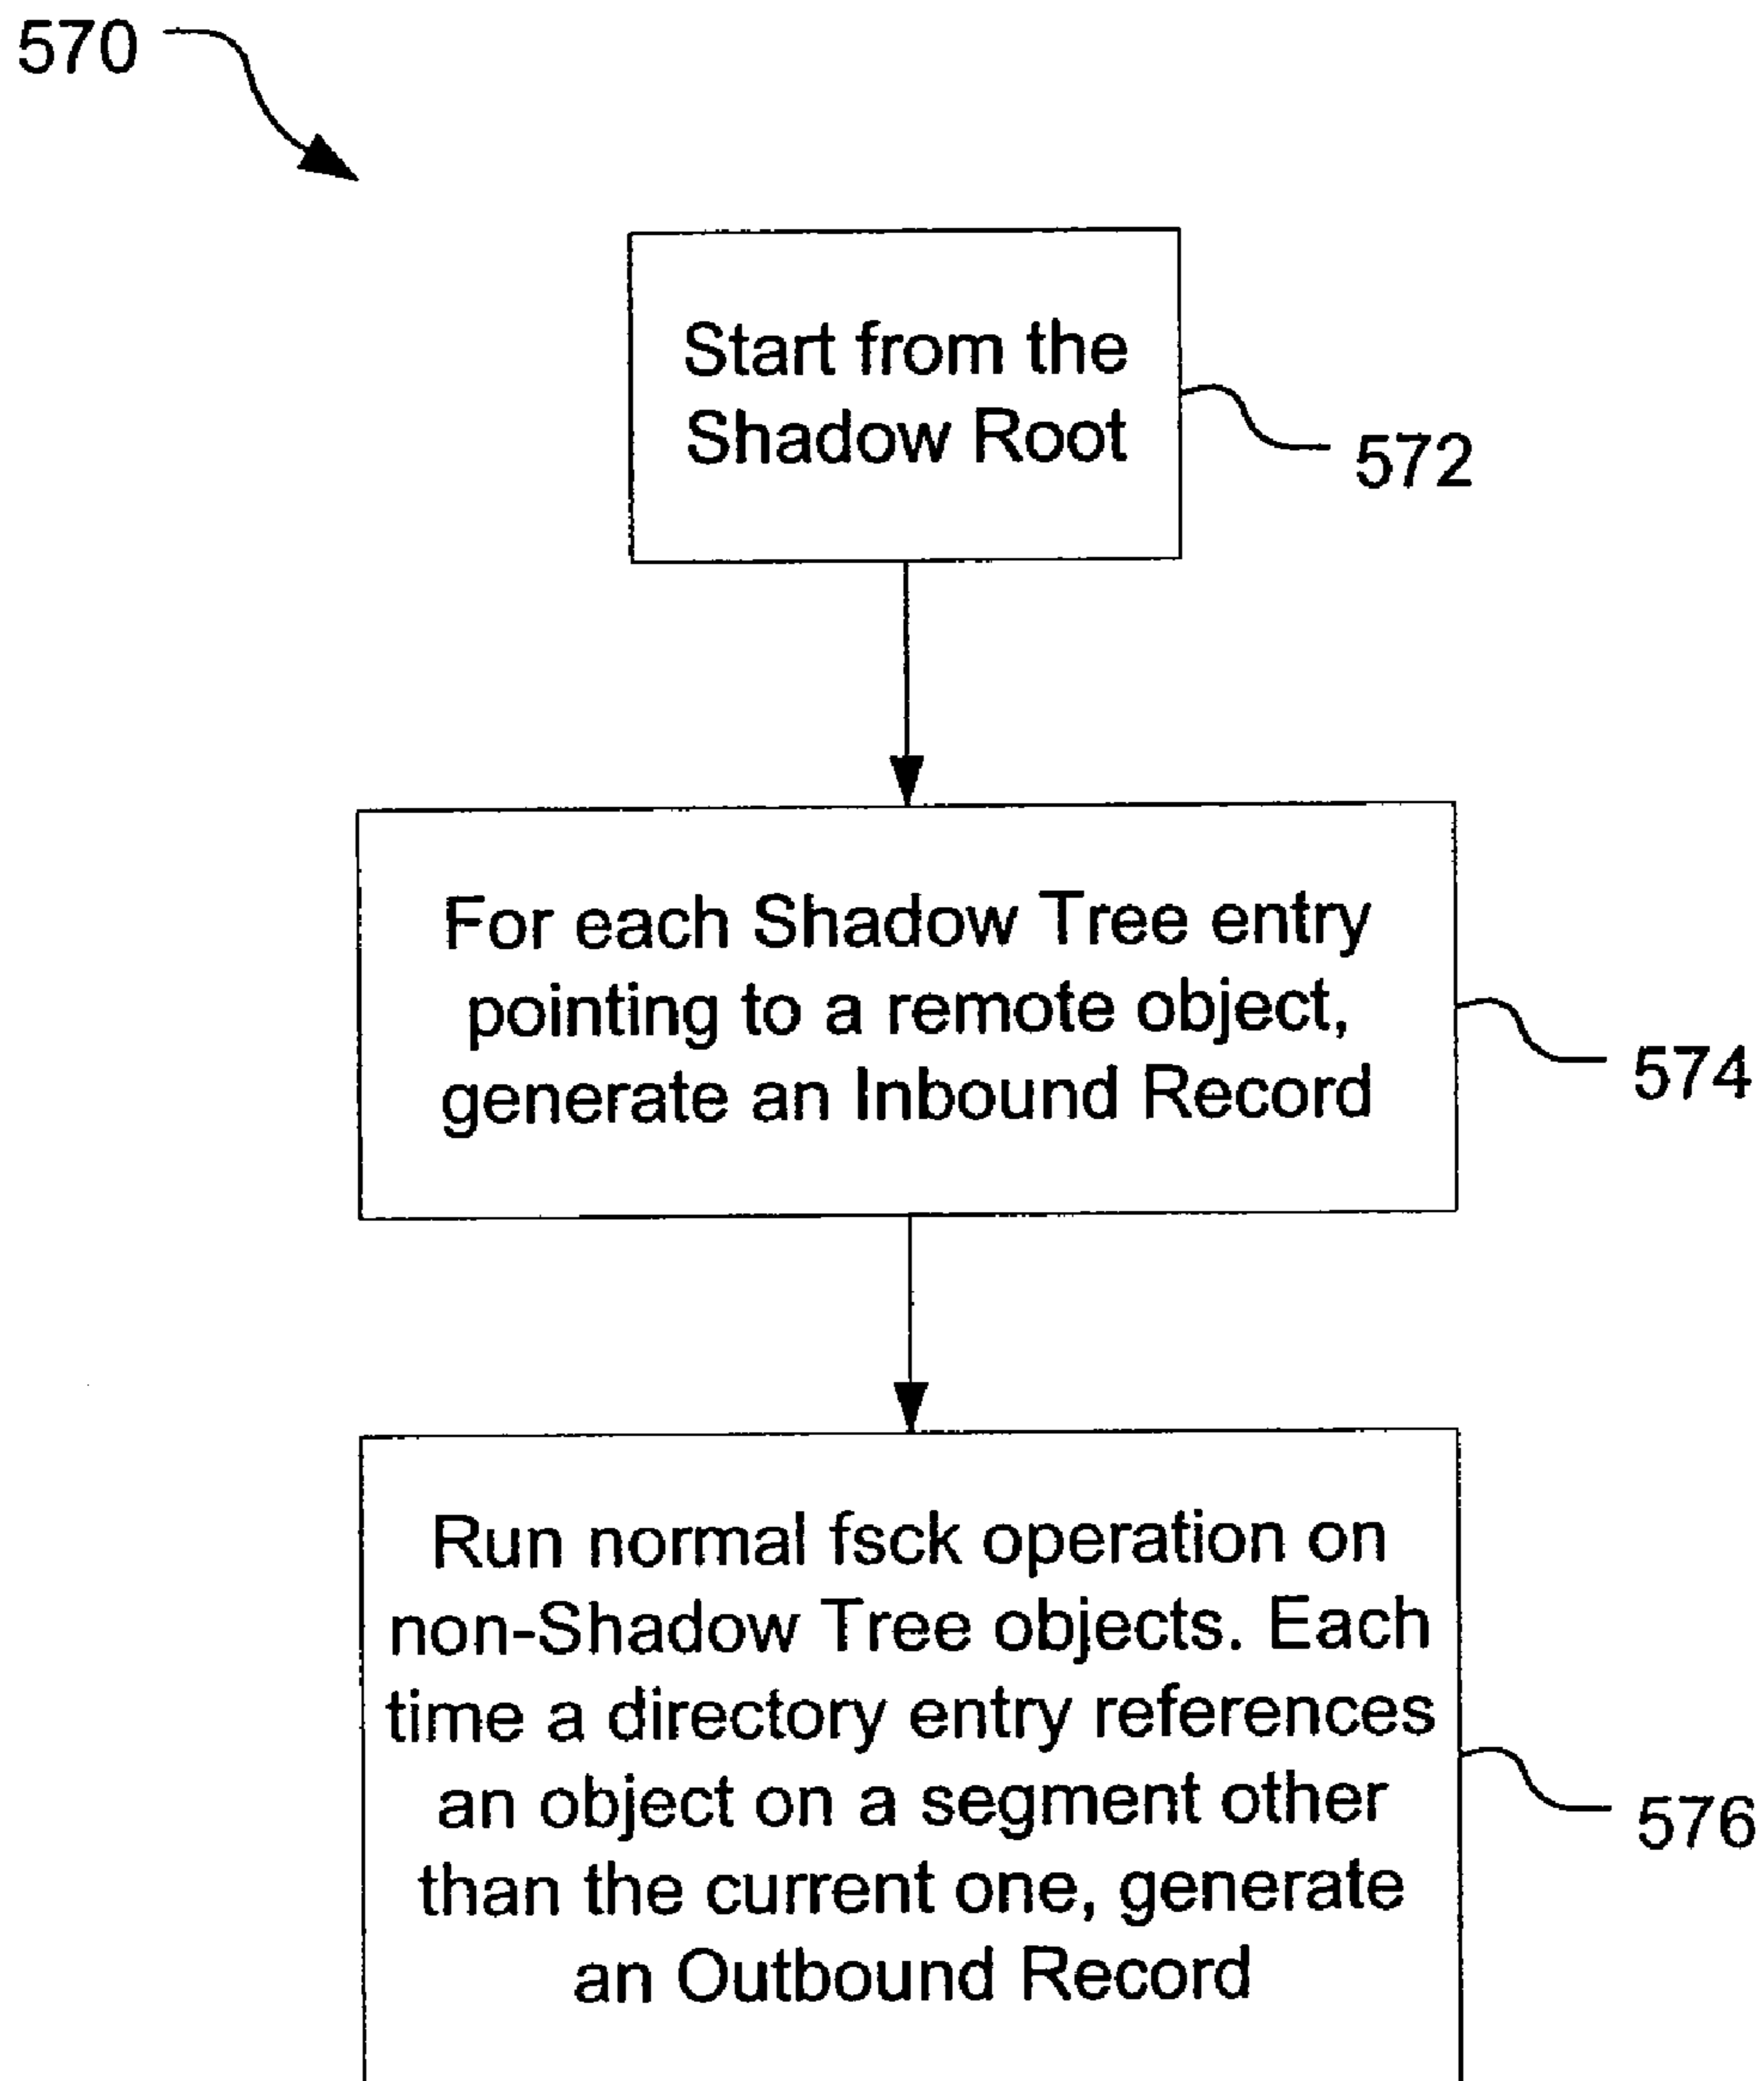 570
Start from the
Shadow Root
572
For each Shadow Tree entry
pointing to a remote object,
generate an Inbound Record
574
Run normal fsck operation on
non-Shadow Tree objects. Each
time a directory entry references
an object on a segment other
than the current one, generate
an Outbound Record
576